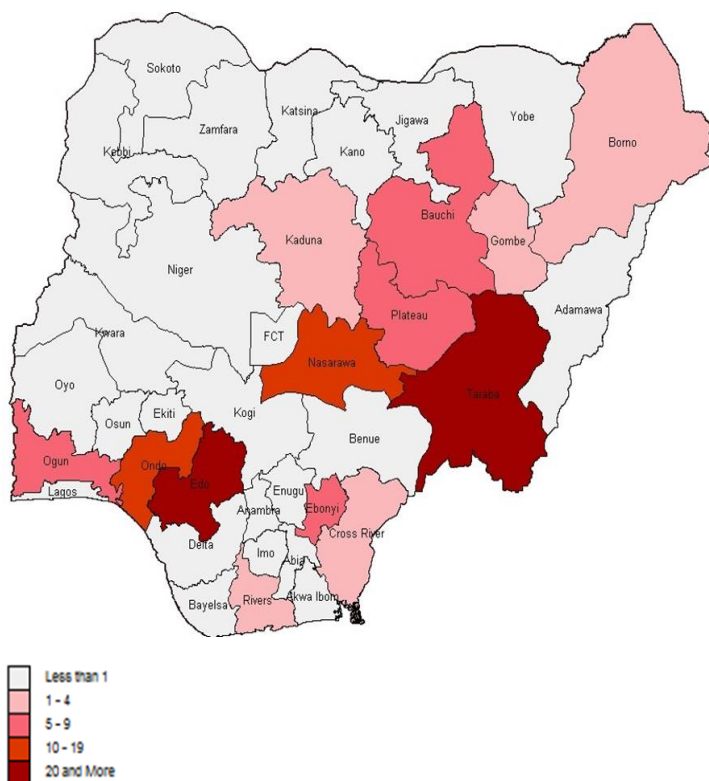 Sokoto
Katsina
Jigawa
Yobe
Zamfara
Kano
Borno
Kebbi
Bauchi
Kaduna
Gombe
Niger
Adamawa
Plateau
FCT
Kwara
Nasarawa
Oyo
Taraba
Ekiti
Kogi
Osun
Benue
Ogun
Ondo
Edo
Lagos
Enugu
Anambra
Ebonyi
Cross River
Delta
Imo
Abia
Bayelsa
Rivers
Akwa Ibom
Less than 1
1 - 4
5 - 9
10 - 19
20 and More